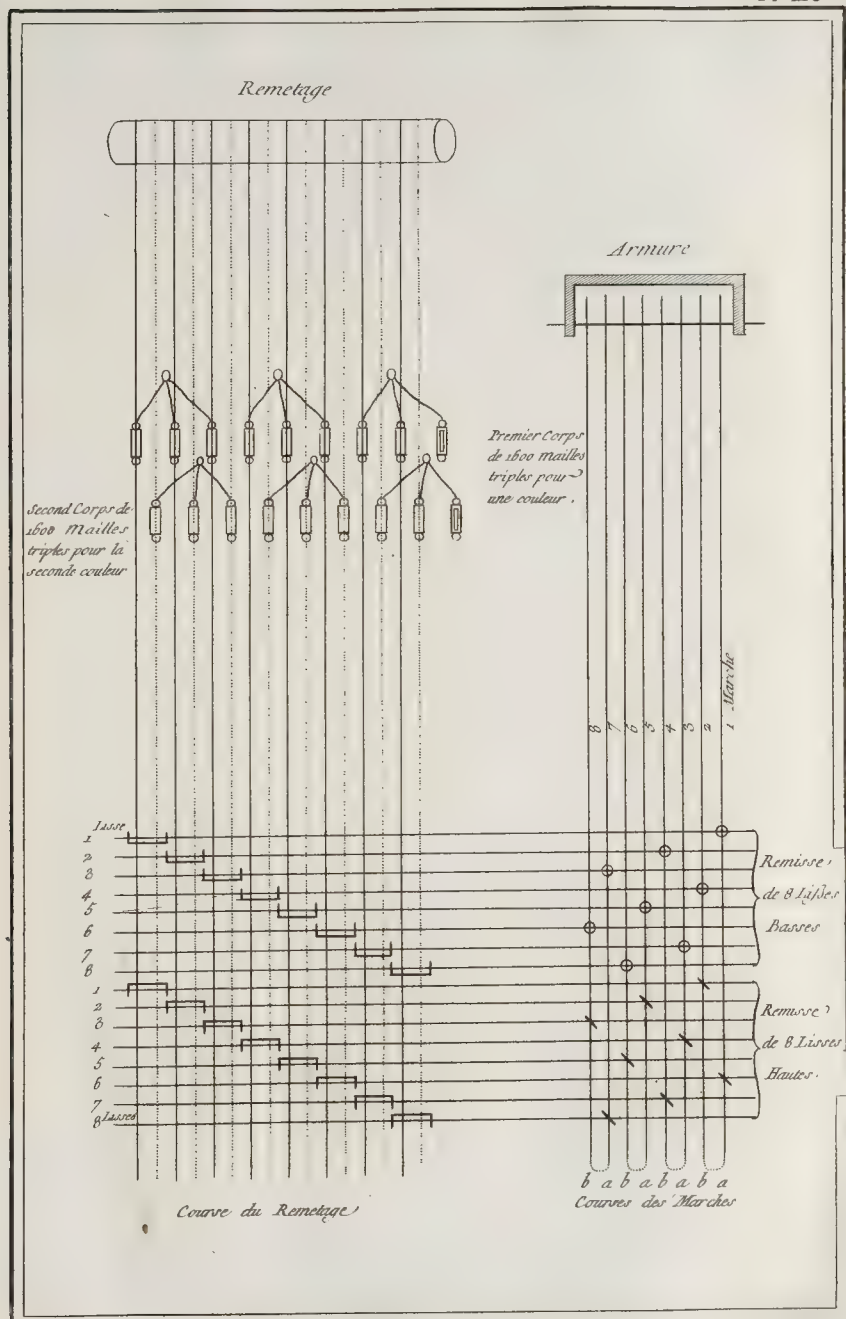 Remetage
Armure
Premier Corps
de 1600 mailles
triples pour
une couleur.
Second Corps de
1600 Mailles
triples pour la
seconde couleur
8
7
6
5
4
3
2
1 Marche
Lisse
1
2
3
4
5
6
7
8
Remisse
de 8 Lisses
Basses
1
2
3
4
5
6
7
8 Lisses
Remisse
de 8 Lisses
Hautes.
b a b a b a b a
Courses des Marches
Course du Remetage